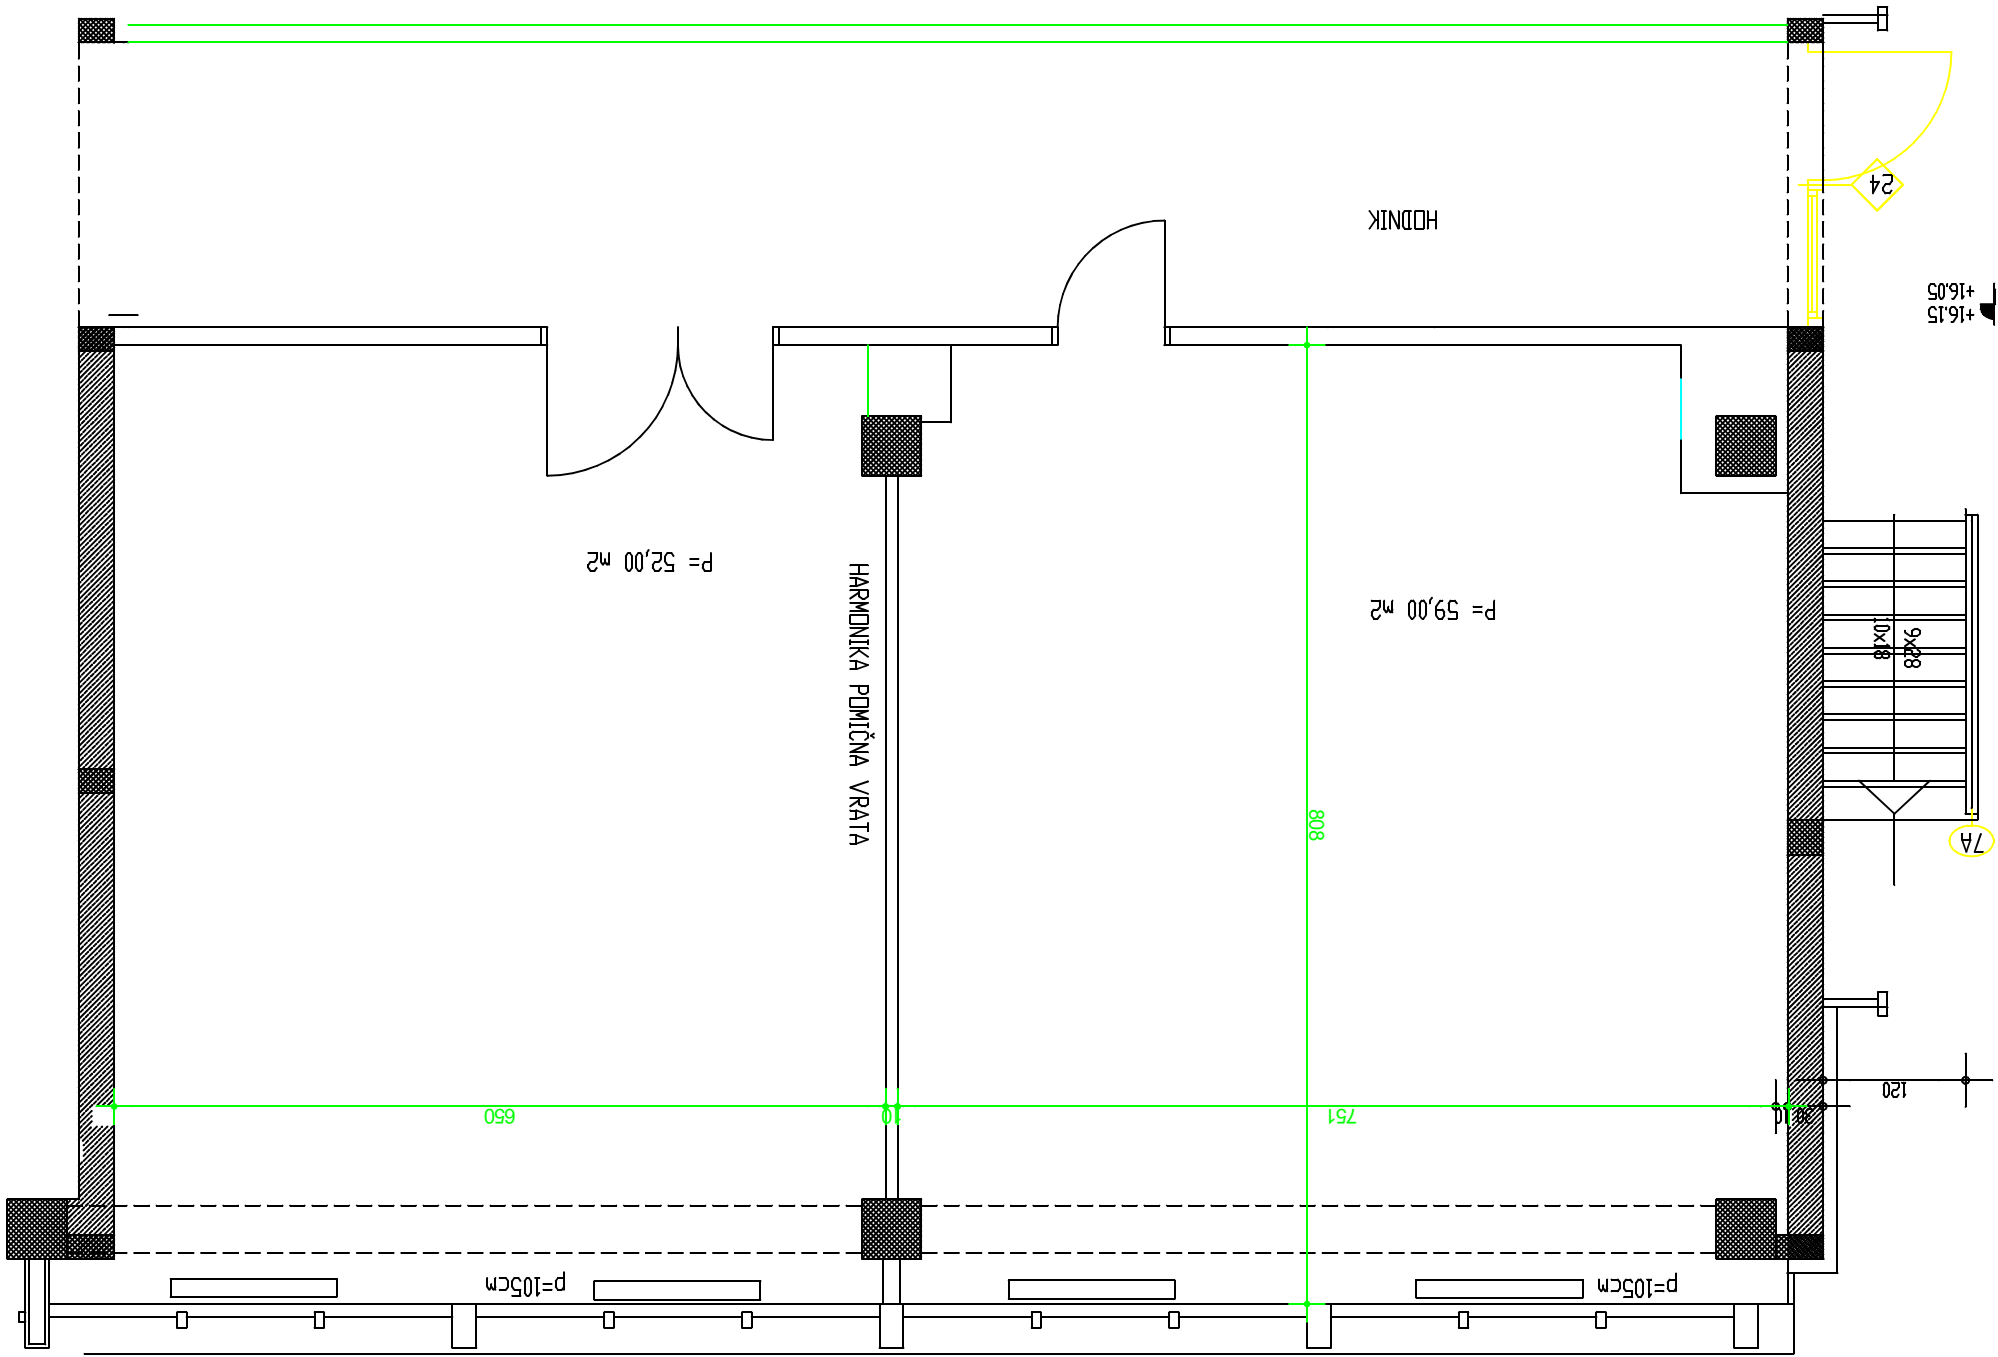 24
HODNIK
+16.05
+16.15
P= 52,00 m2
HARMONIKA POMIČNA VRATA
P= 59,00 m2
10x18
9x28
808
7A
120
650
10
751
10
30
p=105cm
p=105cm